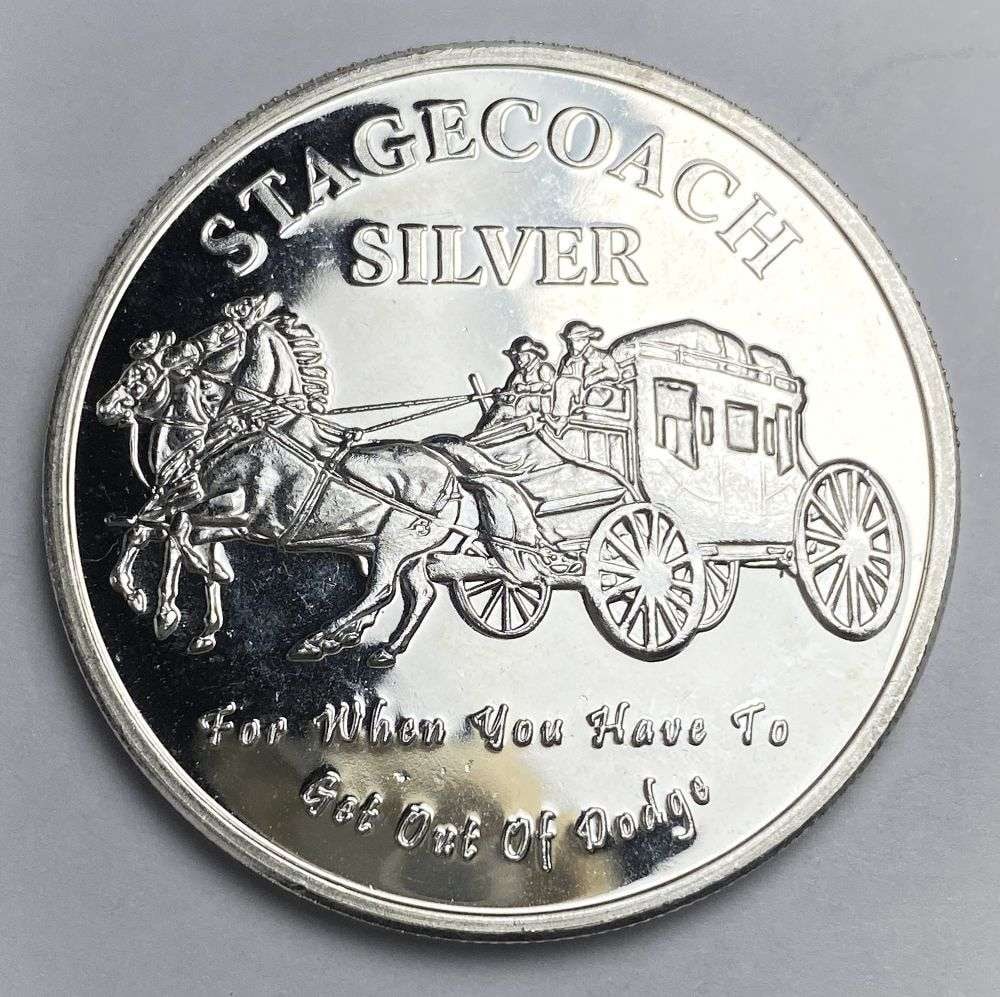 STAGECOACH
SILVER
For When You Have To
Get Out Of Dodge